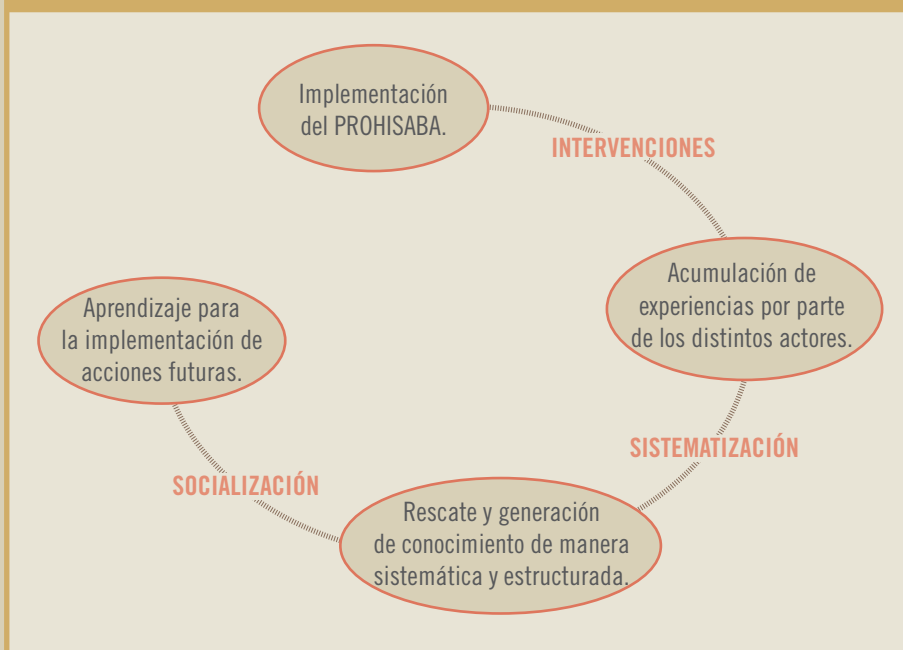 Implementación
del PROHISABA.
INTERVENCIONES
Acumulación de
experiencias por parte
de los distintos actores.
SISTEMATIZACIÓN
Rescate y generación
de conocimiento de manera
sistemática y estructurada.
SOCIALIZACIÓN
Aprendizaje para
la implementación de
acciones futuras.